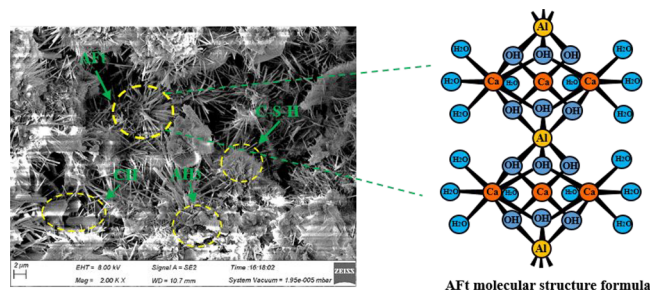 AFt
C-S-H
CH
AH₃
2 μm
EHT = 8.00 kV
Signal A = SE2
Time :16:18:02
Mag = 2.00 K X
WD = 10.7 mm
System Vacuum = 1.95e-005 mbar
ZEISS
Al
OH OH OH
H2O H2O
H2O Ca H2O Ca H2O Ca H2O
H2O H2O
OH OH OH
Al
OH OH OH
H2O H2O
H2O Ca H2O Ca H2O Ca H2O
H2O H2O
OH OH OH
Al
AFt molecular structure formula